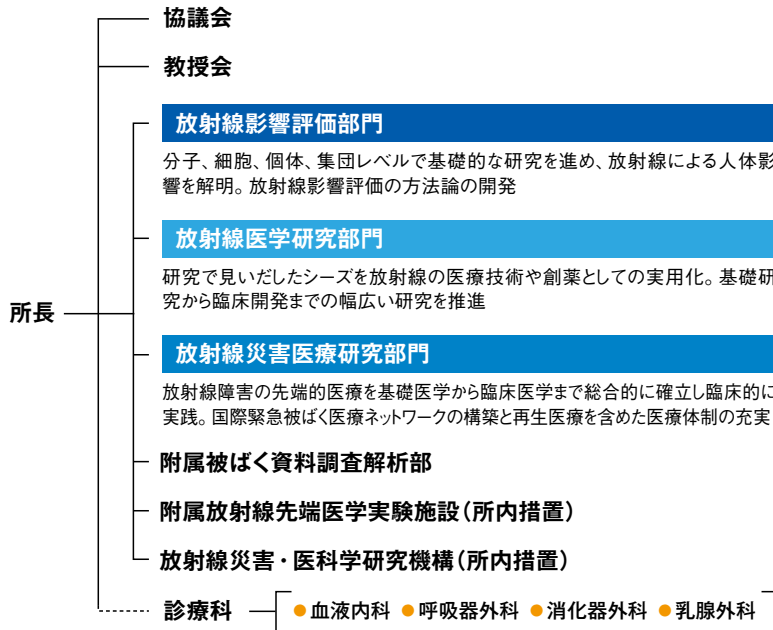 協議会
教授会
放射線影響評価部門
分子、細胞、個体、集団レベルで基礎的な研究を進め、放射線による人体影
響を解明。放射線影響評価の方法論の開発
放射線医学研究部門
研究で見いだしたシーズを放射線の医療技術や創薬としての実用化。基礎研
究から臨床開発までの幅広い研究を推進
所長
放射線災害医療研究部門
放射線障害の先端的医療を基礎医学から臨床医学まで総合的に確立し臨床的に
実践。国際緊急被ばく医療ネットワークの構築と再生医療を含めた医療体制の充実
附属被ばく資料調査解析部
附属放射線先端医学実験施設(所内措置)
放射線災害・医科学研究機構(所内措置)
診療科 ●血液内科 ●呼吸器外科 ●消化器外科 ●乳腺外科